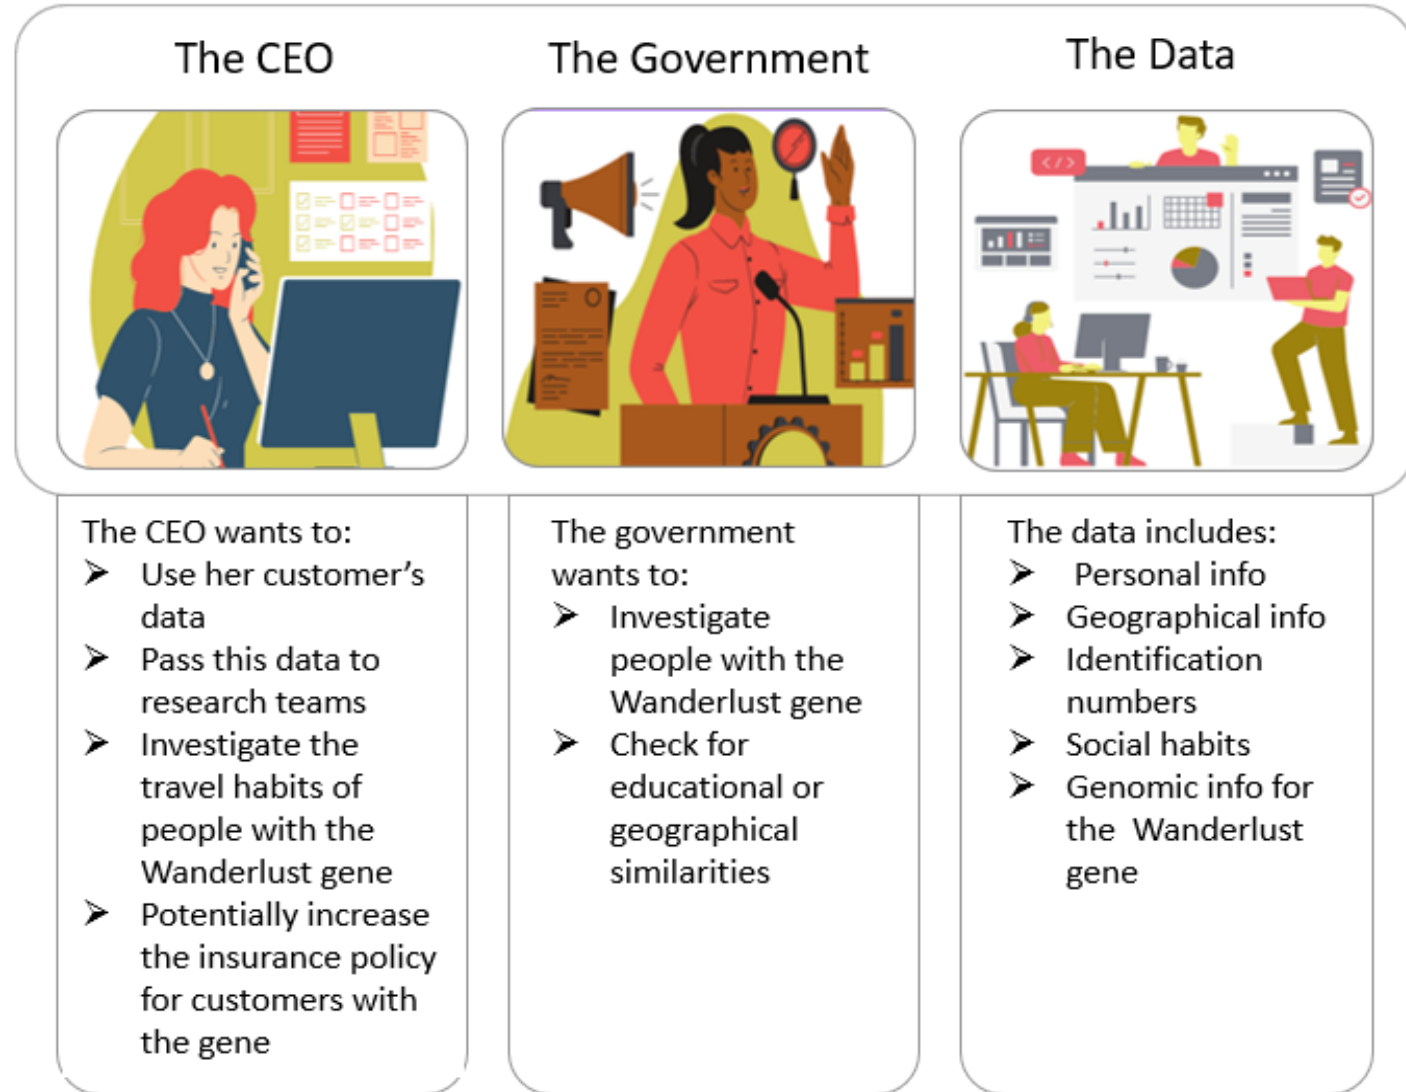 The CEO
The Government
The Data
</>
The CEO wants to:
➢ Use her customer’s
data
➢ Pass this data to
research teams
➢ Investigate the
travel habits of
people with the
Wanderlust gene
➢ Potentially increase
the insurance policy
for customers with
the gene
The government
wants to:
➢ Investigate
people with the
Wanderlust gene
➢ Check for
educational or
geographical
similarities
The data includes:
➢ Personal info
➢ Geographical info
➢ Identification
numbers
➢ Social habits
➢ Genomic info for
the Wanderlust
gene